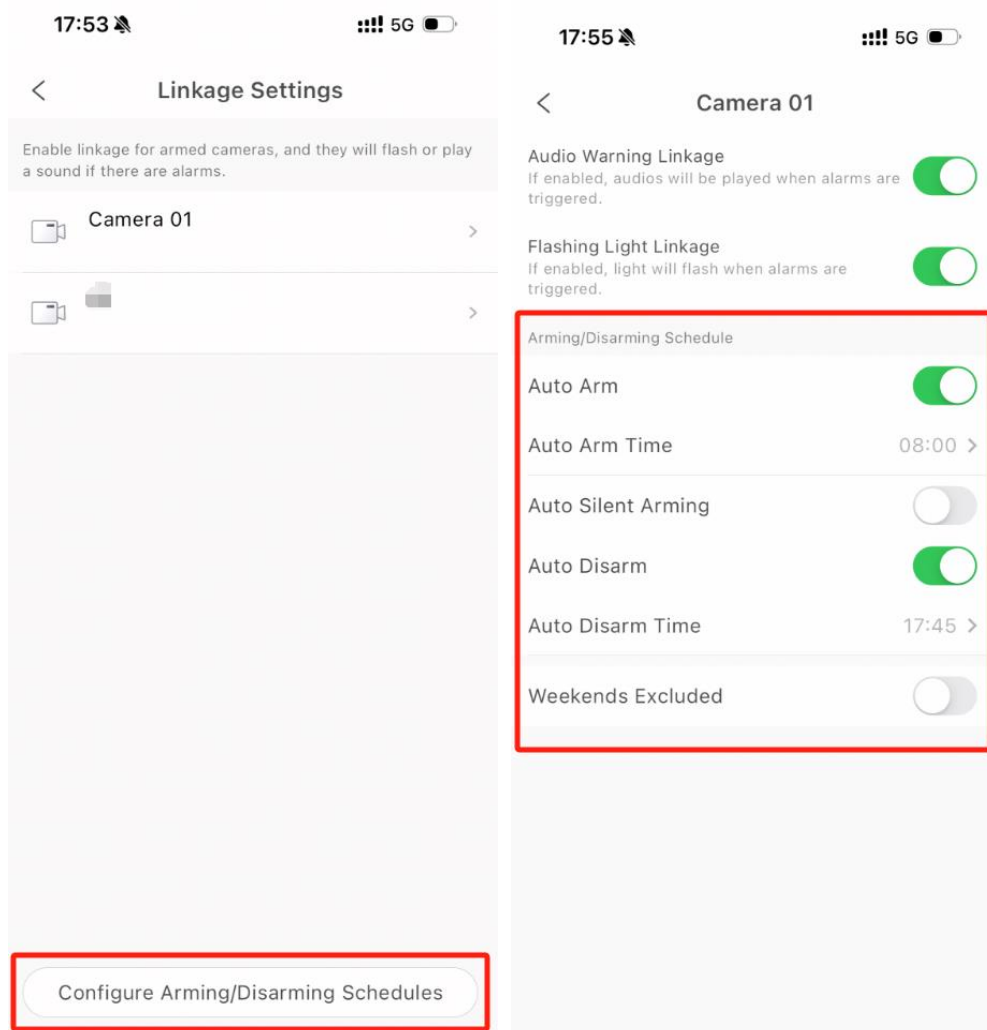 17:53
5G
Linkage Settings
Enable linkage for armed cameras, and they will flash or play
a sound if there are alarms.
Camera 01
Configure Arming/Disarming Schedules
17:55
5G
Camera 01
Audio Warning Linkage
If enabled, audios will be played when alarms are
triggered.
Flashing Light Linkage
If enabled, light will flash when alarms are
triggered.
Arming/Disarming Schedule
Auto Arm
Auto Arm Time 08:00
Auto Silent Arming
Auto Disarm
Auto Disarm Time 17:45
Weekends Excluded